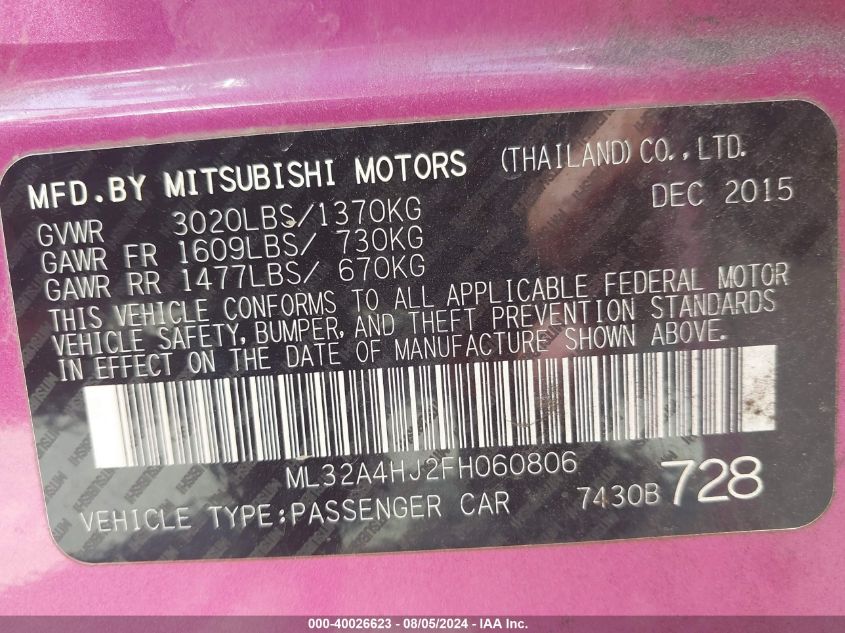 MFD.BY MITSUBISHI MOTORS (THAILAND) CO.,LTD.
GVWR 3020LBS/1370KG DEC 2015
GAWR FR 1609LBS/ 730KG
GAWR RR 1477LBS/ 670KG
THIS VEHICLE CONFORMS TO ALL APPLICABLE FEDERAL MOTOR
VEHICLE SAFETY, BUMPER, AND THEFT PREVENTION STANDARDS
IN EFFECT ON THE DATE OF MANUFACTURE SHOWN ABOVE.
ML32A4HJ2FH060806
VEHICLE TYPE:PASSENGER CAR 7430B 728
000-40026623 - 08/05/2024 - IAA Inc.